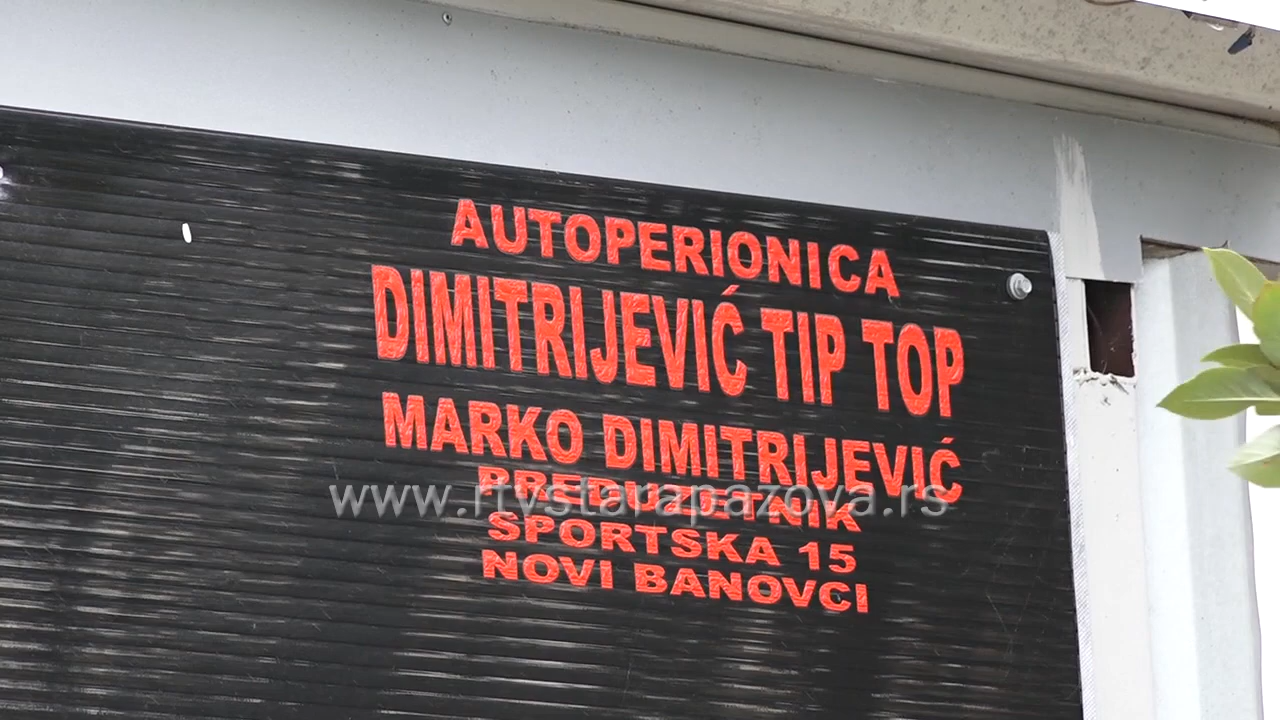 AUTOPERIONICA
DIMITRIJEVIĆ TIP TOP
MARKO DIMITRIJEVIĆ
PREDUZETNIK
www.rtvstarapazova.rs
SPORTSKA 15
NOVI BANOVCI